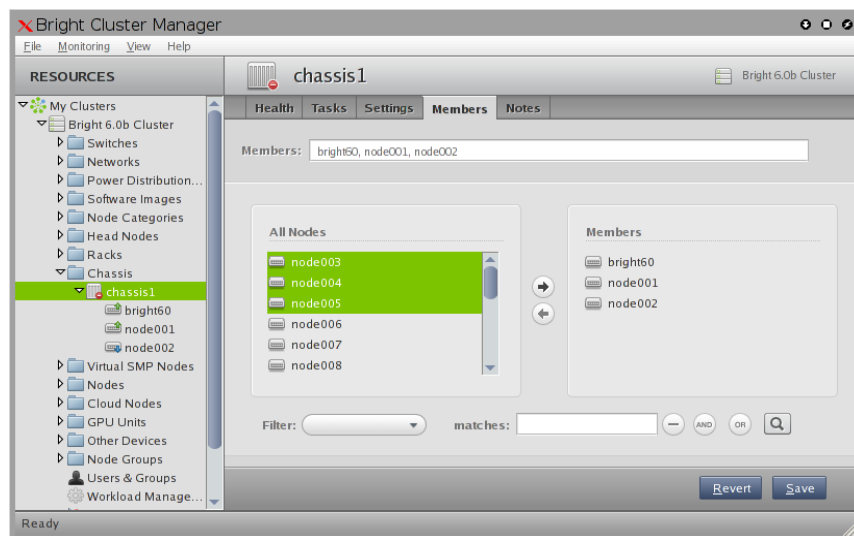 Bright Cluster Manager
File Monitoring View Help
RESOURCES
My Clusters
Bright 6.0b Cluster
Switches
Networks
Power Distribution...
Software Images
Node Categories
Head Nodes
Racks
Chassis
chassis1
bright60
node001
node002
Virtual SMP Nodes
Nodes
Cloud Nodes
GPU Units
Other Devices
Node Groups
Users & Groups
Workload Manage...
chassis1
Bright 6.0b Cluster
Health Tasks Settings Members Notes
Members: bright60, node001, node002
All Nodes
node003
node004
node005
node006
node007
node008
Members
bright60
node001
node002
Filter: matches: AND OR
Revert Save
Ready